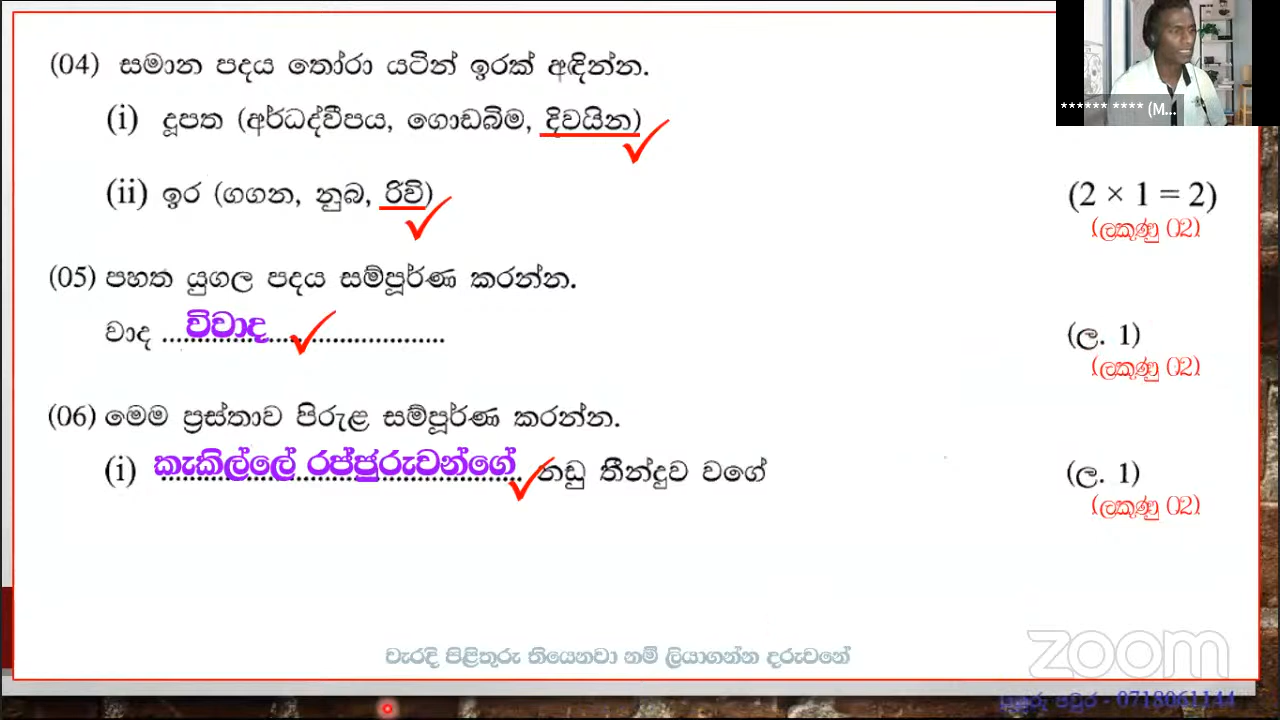 (04) සමාන පදය තෝරා යටින් ඉරක් අඳින්න.
(i) දූපත (අර්ධද්වීපය, ගොඩබිම, දිවයින)
(ii) ඉර (ගගන, නුබ, රිවි) (2 × 1 = 2)
(ලකුණු 02)
(05) පහත යුගල පදය සම්පූර්ණ කරන්න.
වාද ....විවාද.................... (ල. 1)
(ලකුණු 02)
(06) මෙම ප්‍රස්තාව පිරුළ සම්පූර්ණ කරන්න.
(i) කැකිල්ලේ රජ්ජුරුවන්ගේ නඩු තීන්දුව වගේ (ල. 1)
(ලකුණු 02)
වැරදි පිළිතුරු තියෙනවා නම් ලියාගන්න දරුවනේ
zoom
0718061144
****** **** (M...